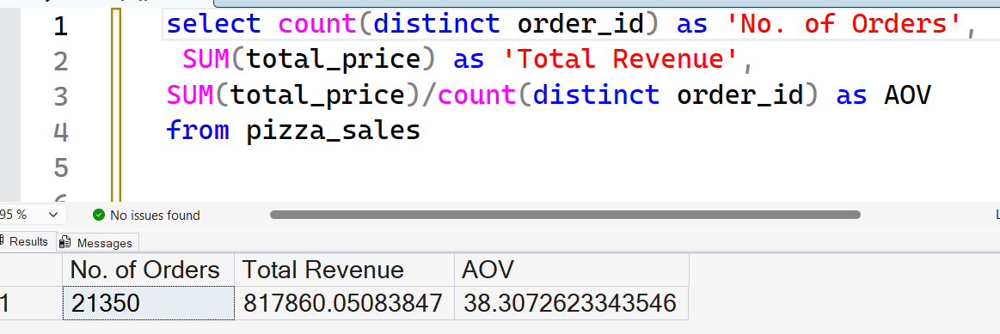 1 select count(distinct order_id) as 'No. of Orders',
2 SUM(total_price) as 'Total Revenue',
3 SUM(total_price)/count(distinct order_id) as AOV
4 from pizza_sales
5
95 % No issues found
Results Messages
No. of Orders Total Revenue AOV
1 21350 817860.05083847 38.3072623343546